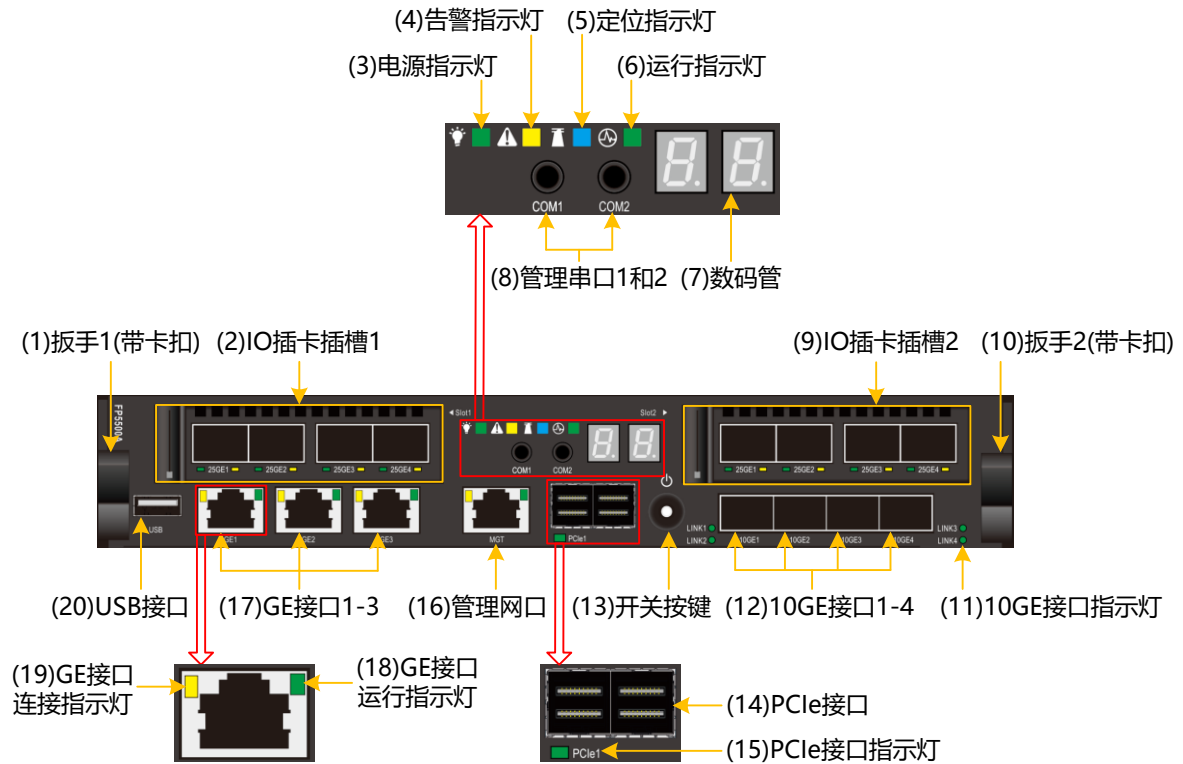 (4)告警指示灯 (5)定位指示灯
(3)电源指示灯 (6)运行指示灯
8. 8.
COM1 COM2
(8)管理串口1和2 (7)数码管
(1)扳手1(带卡扣) (2)IO插卡插槽1 (9)IO插卡插槽2 (10)扳手2(带卡扣)
FP5004
Slot1 Slot2
8. 8.
COM1 COM2
25GE1 25GE2 25GE3 25GE4
25GE1 25GE2 25GE3 25GE4
USB GE1 GE2 GE3 MGT PCIe1
LINK1 LINK3
LINK2 10GE1 10GE2 10GE3 10GE4 LINK4
(20)USB接口 (17)GE接口1-3 (16)管理网口 (13)开关按键 (12)10GE接口1-4 (11)10GE接口指示灯
(19)GE接口
连接指示灯
(18)GE接口
运行指示灯
(14)PCIe接口
PCIe1
(15)PCIe接口指示灯